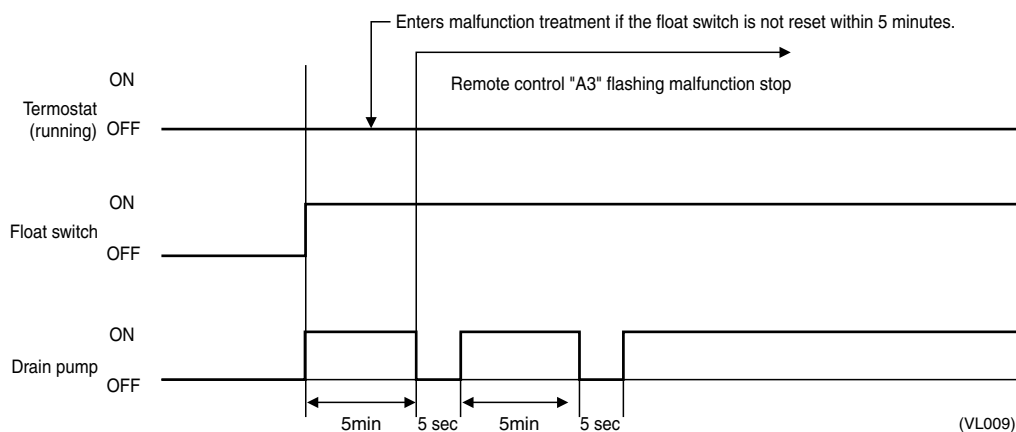 Enters malfunction treatment if the float switch is not reset within 5 minutes.
Remote control "A3" flashing malfunction stop
ON
Termostat
(running) OFF
ON
Float switch
OFF
ON
Drain pump
OFF
5min 5 sec 5min 5 sec
(VL009)